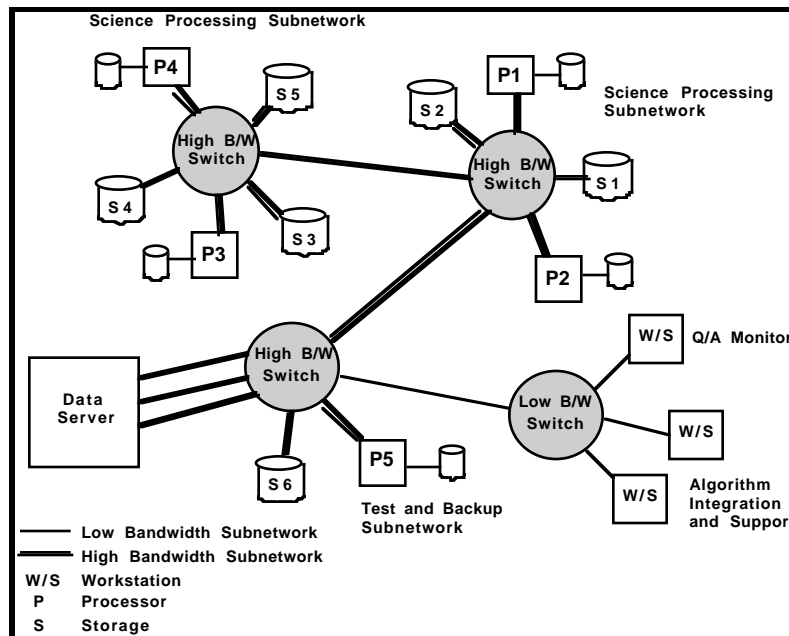 Science Processing Subnetwork
P4
S 5
High B/W
Switch
S 4
S 3
P3
P1
S 2
Science Processing
Subnetwork
High B/W
Switch
S 1
P2
High B/W
Switch
Data
Server
S 6
P5
Test and Backup
Subnetwork
Low B/W
Switch
W/S
Q/A Monitor
W/S
W/S
Algorithm
Integration
and Suppor
Low Bandwidth Subnetwork
High Bandwidth Subnetwork
W/S Workstation
P Processor
S Storage